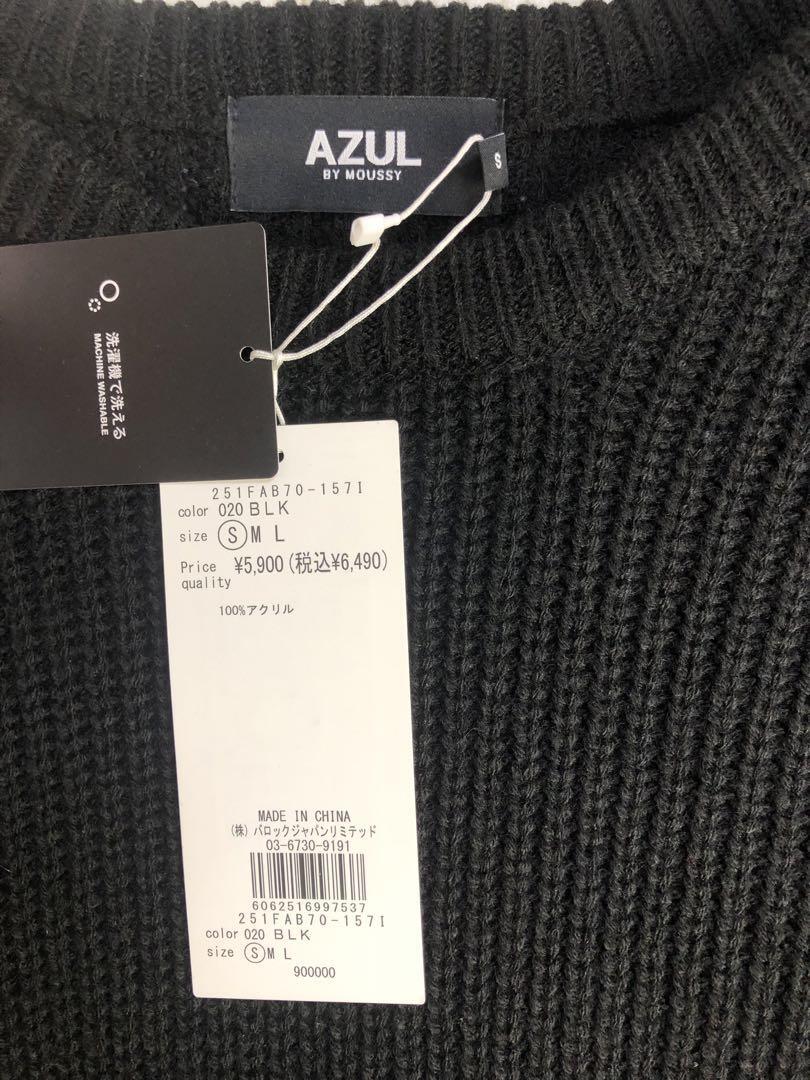 AZUL
BY MOUSSY
S
洗濯機で洗える
MACHINE WASHABLE
251FAB70-157I
color 020 BLK
size S M L
Price ¥5,900(税込¥6,490)
quality
100%アクリル
MADE IN CHINA
(株) バロックジャパンリミテッド
03-6730-9191
6062516997537
251FAB70-157I
color 020 BLK
size S M L
900000